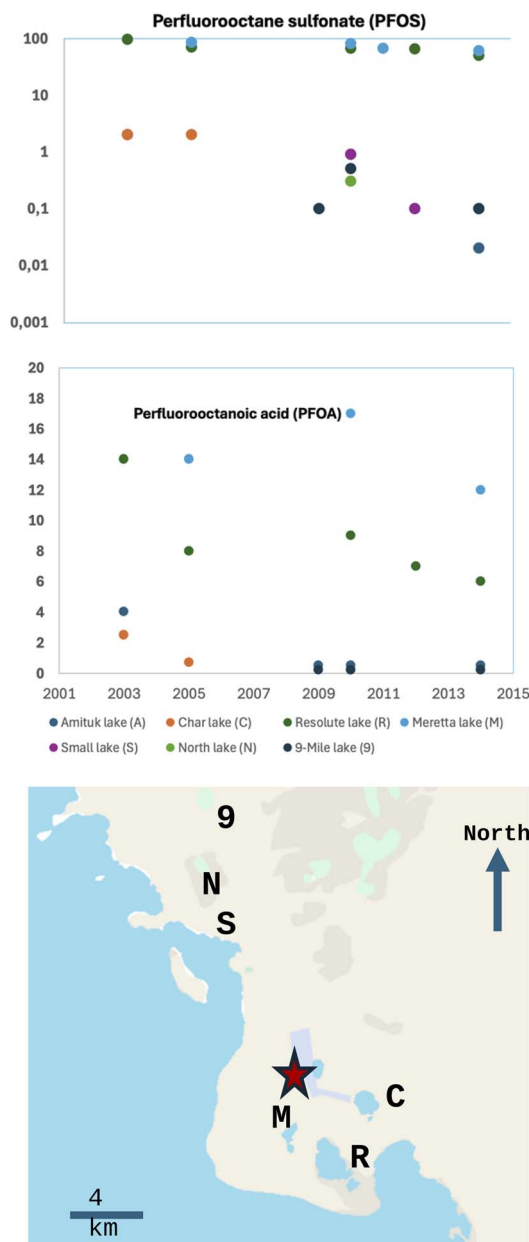 Perfluorooctane sulfonate (PFOS)
100
10
1
0,1
0,01
0,001
20
18
Perfluorooctanoic acid (PFOA)
16
14
12
10
8
6
4
2
0
2001 2003 2005 2007 2009 2011 2013 2015
Amituk lake (A) Char lake (C) Resolute lake (R) Meretta lake (M)
Small lake (S) North lake (N) 9-Mile lake (9)
9
North
N
S
C
M
R
4
km